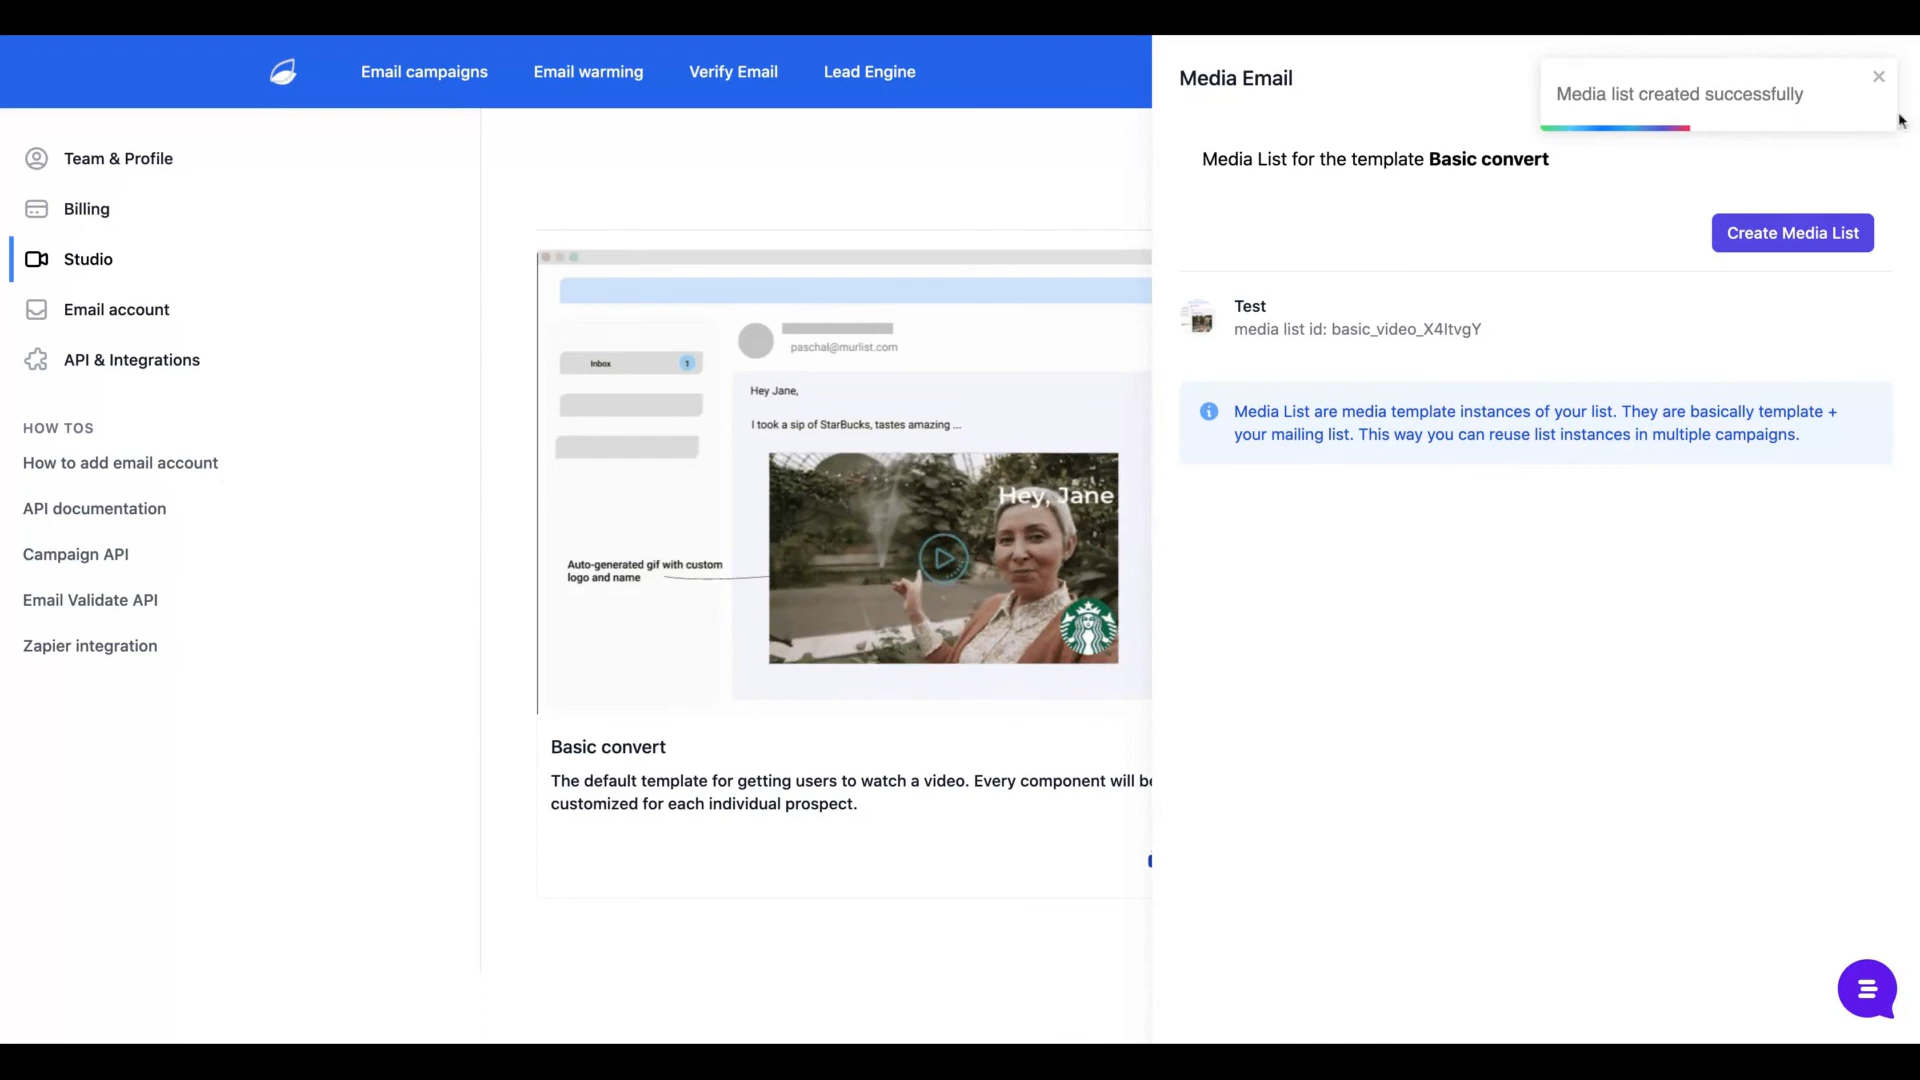 Email campaigns
Email warming
Verify Email
Lead Engine
Team & Profile
Billing
Studio
Email account
API & Integrations
HOW TOS
How to add email account
API documentation
Campaign API
Email Validate API
Zapier integration
paschal@murlist.com
Inbox
1
Hey Jane,
I took a sip of StarBucks, tastes amazing ...
Hey, Jane
Auto-generated gif with custom
logo and name
Basic convert
The default template for getting users to watch a video. Every component will be
customized for each individual prospect.
Media Email
Media list created successfully
Media List for the template Basic convert
Create Media List
Test
media list id: basic_video_X4ItvgY
Media List are media template instances of your list. They are basically template +
your mailing list. This way you can reuse list instances in multiple campaigns.